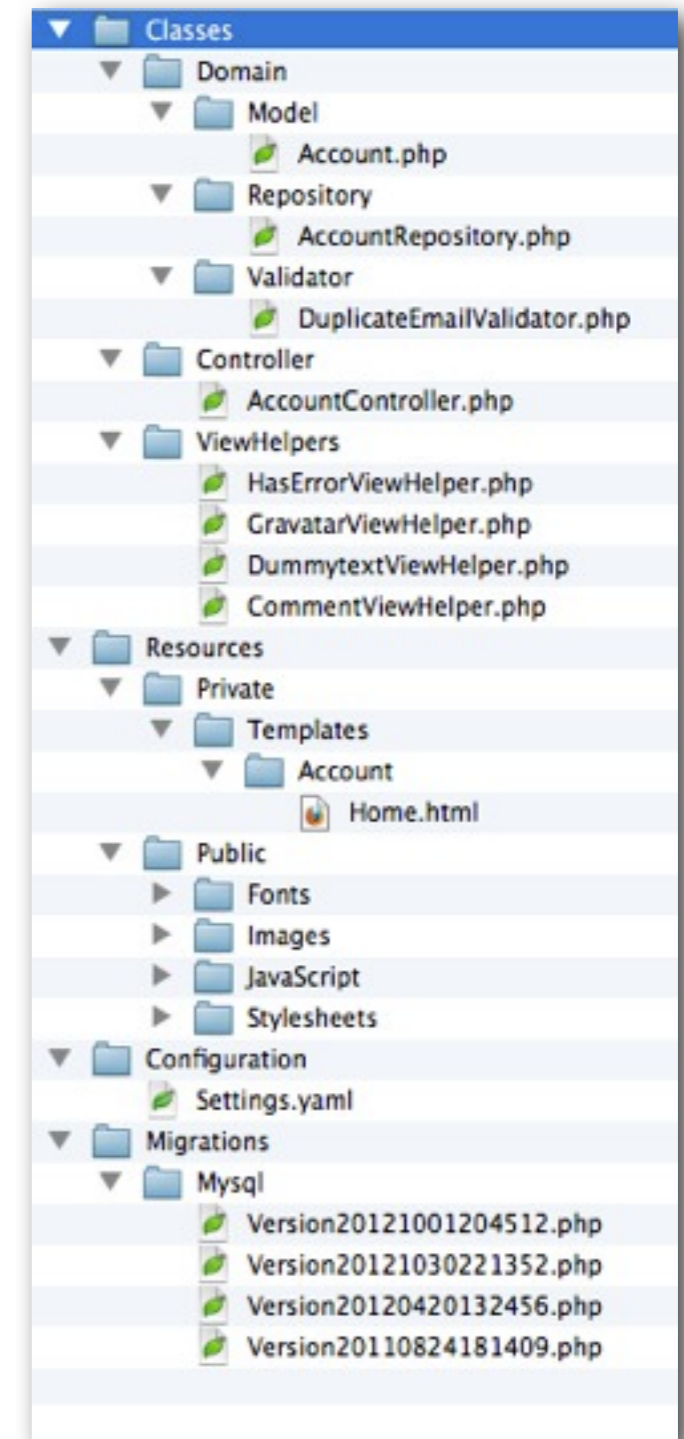 Classes
Domain
Model
Account.php
Repository
AccountRepository.php
Validator
DuplicateEmailValidator.php
Controller
AccountController.php
ViewHelpers
HasErrorViewHelper.php
GravatarViewHelper.php
DummytextViewHelper.php
CommentViewHelper.php
Resources
Private
Templates
Account
Home.html
Public
Fonts
Images
JavaScript
Stylesheets
Configuration
Settings.yaml
Migrations
Mysql
Version20121001204512.php
Version20121030221352.php
Version20120420132456.php
Version20110824181409.php